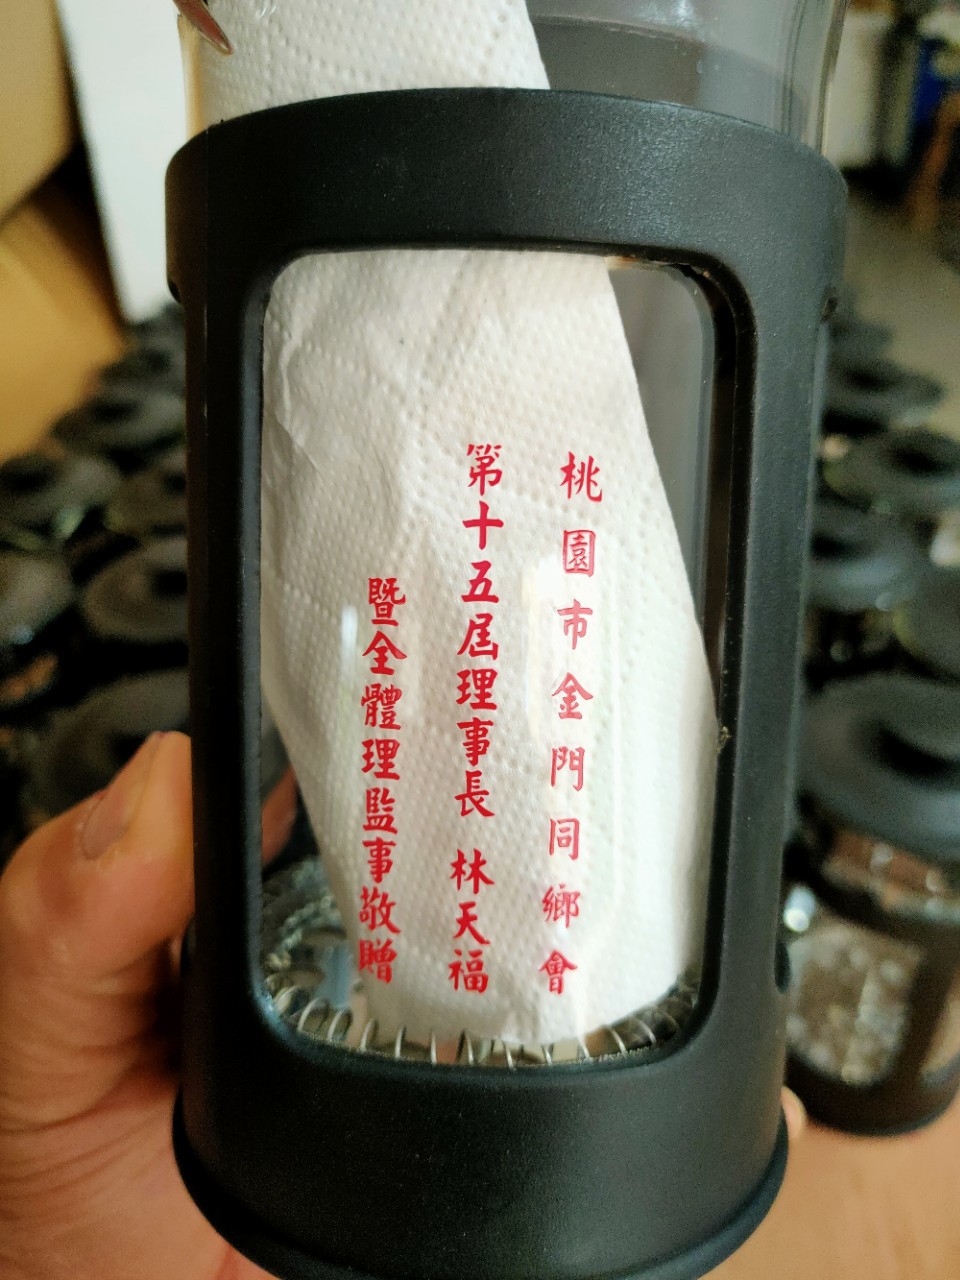 桃園市金門同鄉會
第十五屆理事長 林天福
暨全體理監事敬贈